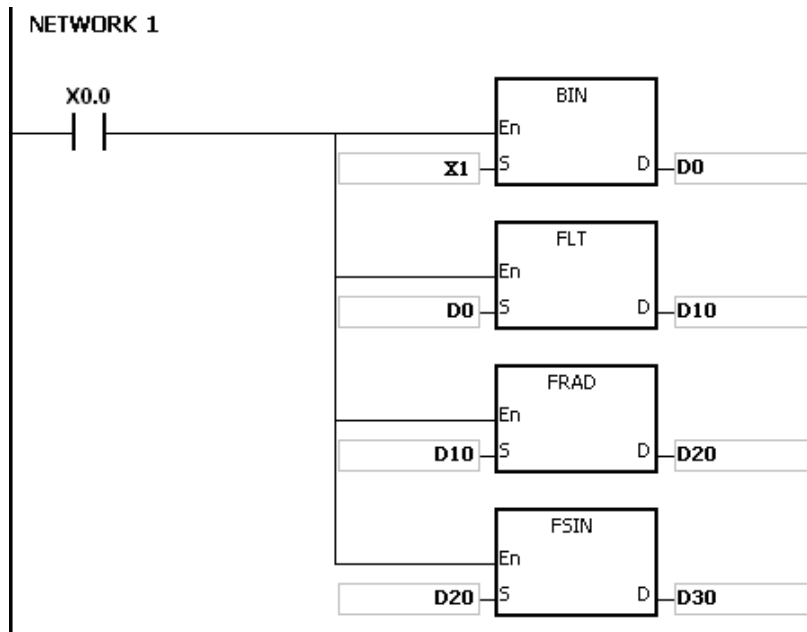 NETWORK 1
X0.0
BIN
En
X1 S D D0
FLT
En
D0 S D D10
FRAD
En
D10 S D D20
FSIN
En
D20 S D D30